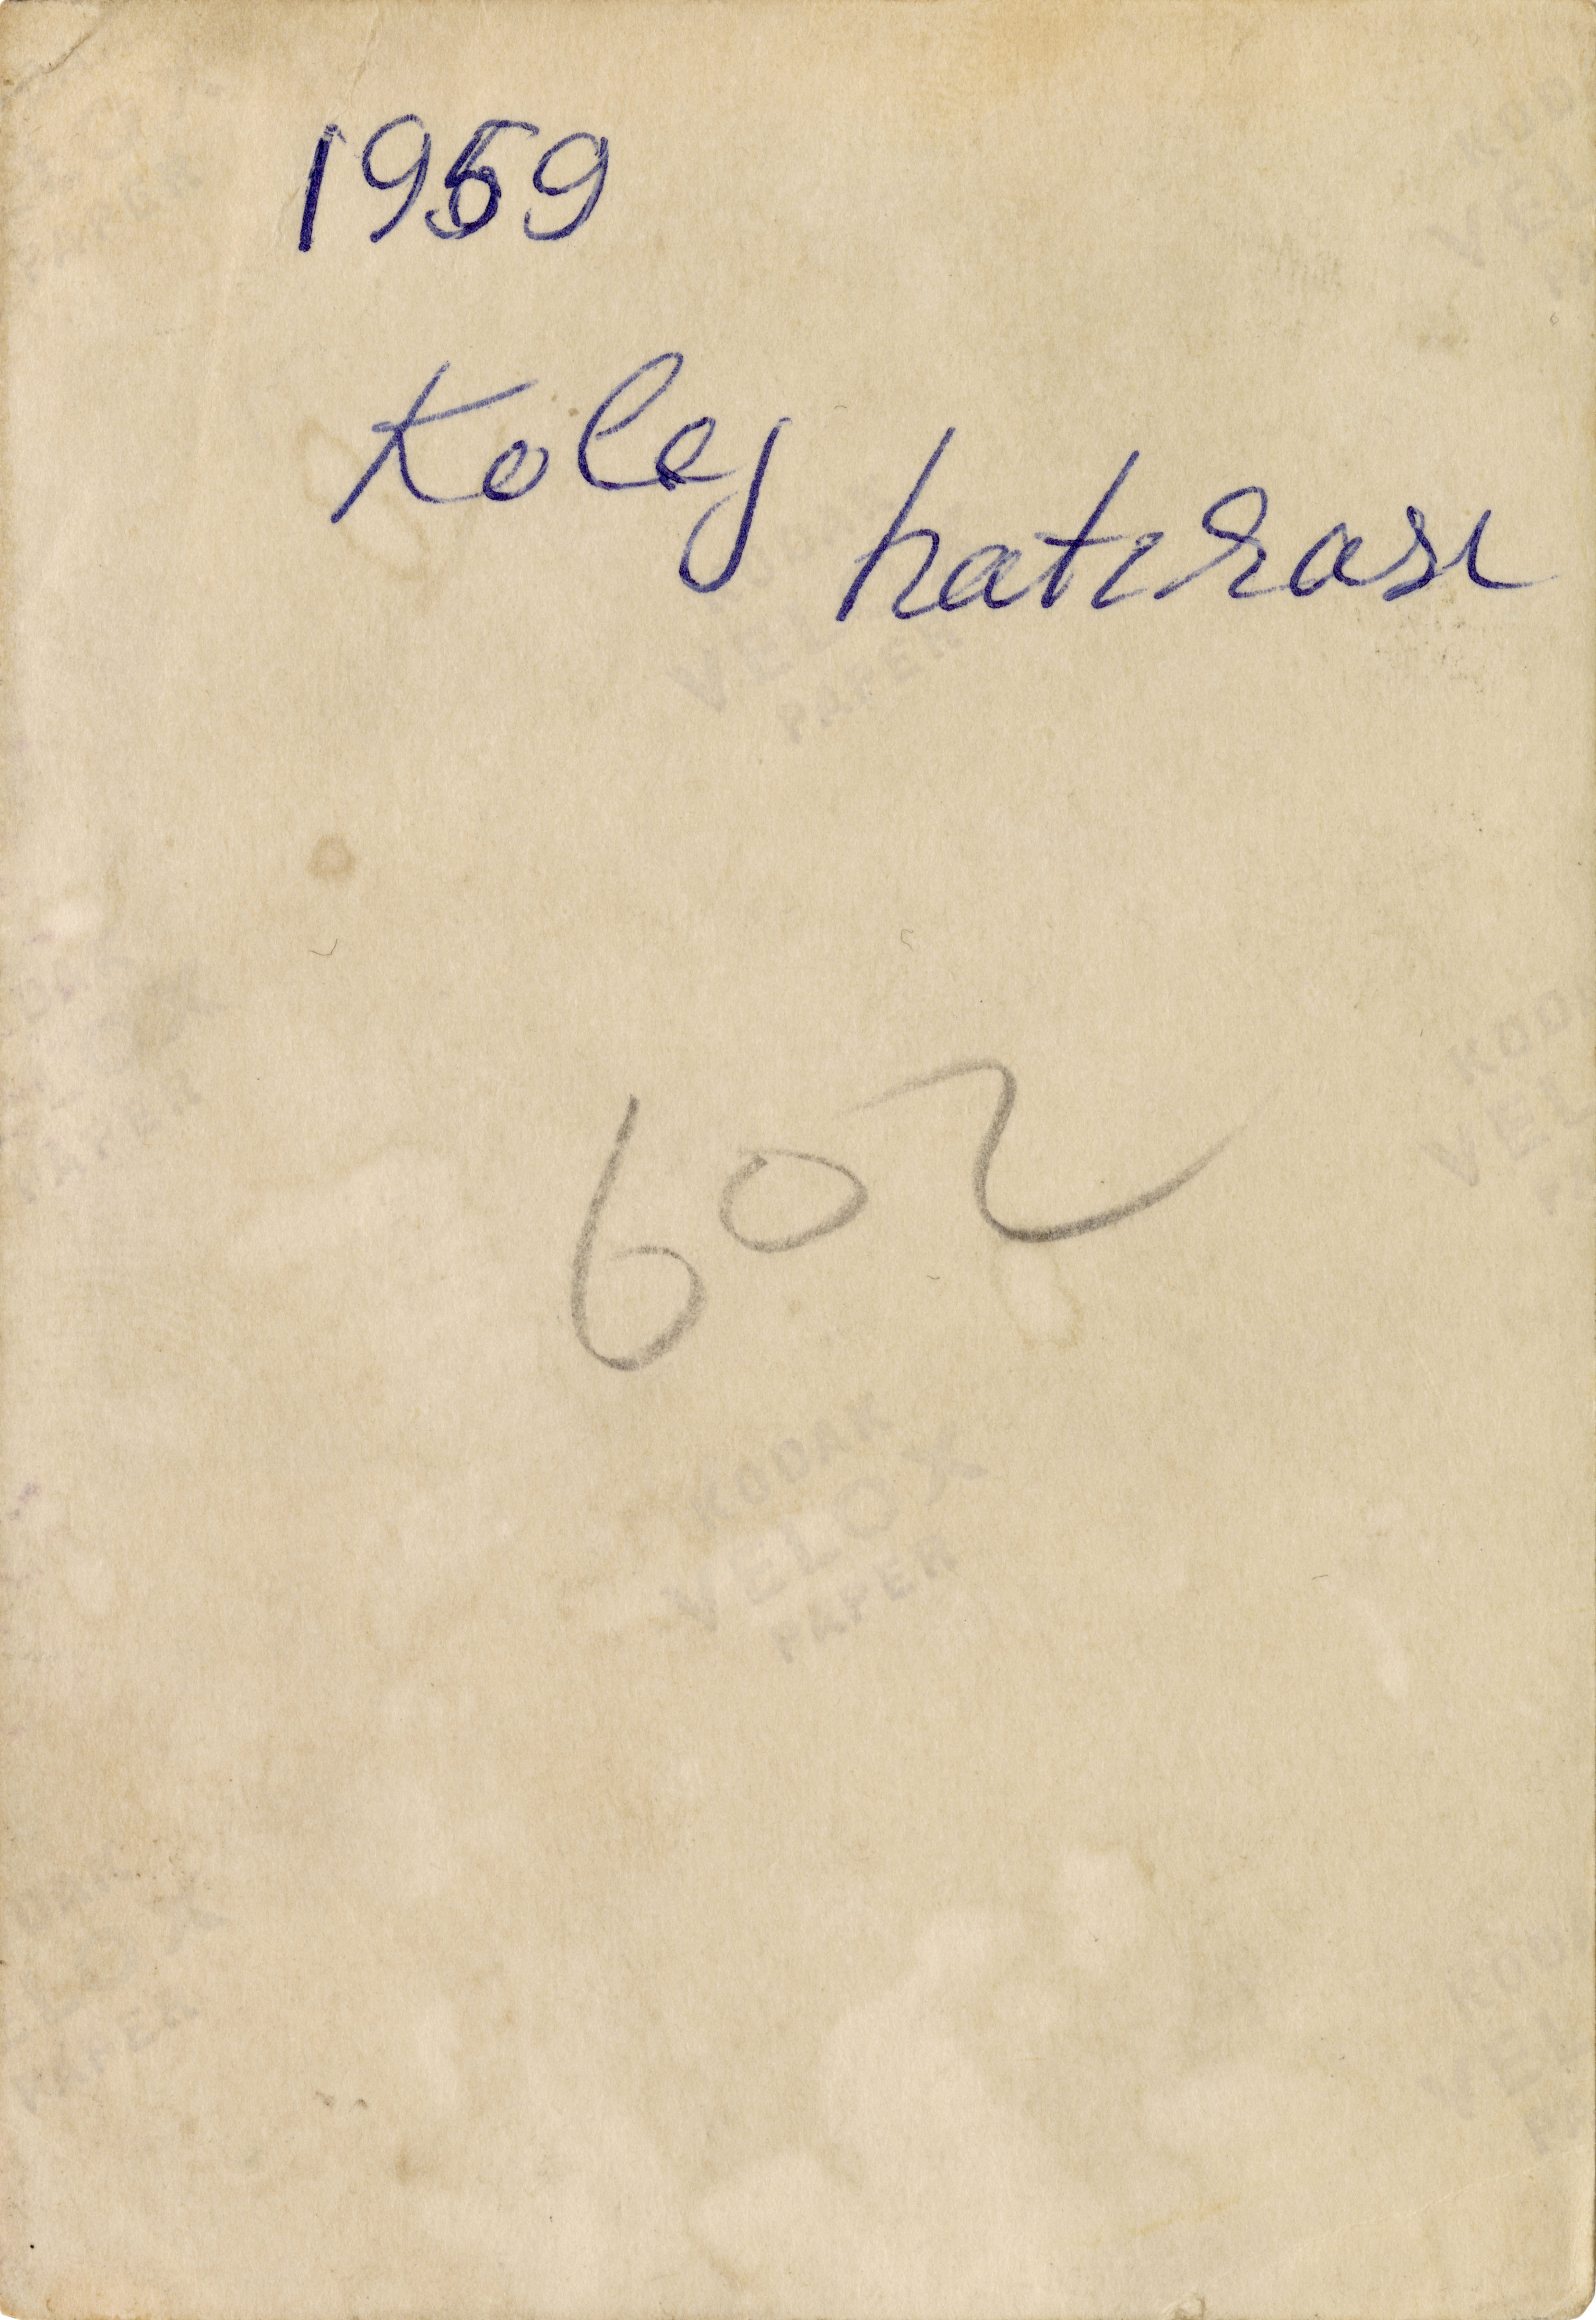 1959
Kolej hatırası
602
KODAK
VELOX
PAPER